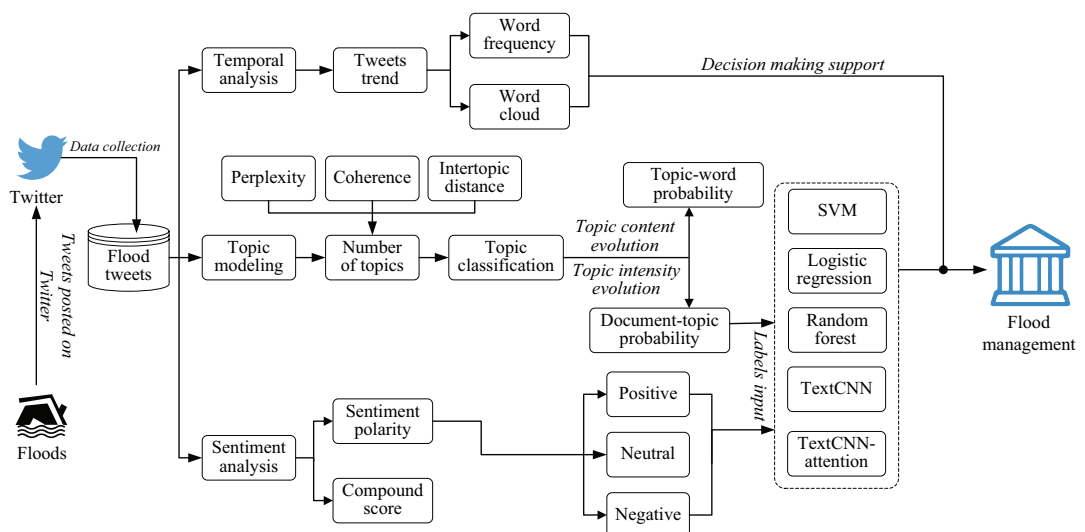 Word
frequency
Temporal
analysis
Tweets
trend
Word
cloud
Decision making support
Data collection
Twitter
Tweets posted on
Twitter
Floods
Flood
tweets
Perplexity
Coherence
Intertopic
distance
Topic
modeling
Number
of topics
Topic
classification
Topic content
evolution
Topic intensity
evolution
Topic-word
probability
Document-topic
probability
Labels input
SVM
Logistic
regression
Random
forest
TextCNN
TextCNN-
attention
Flood
management
Sentiment
analysis
Sentiment
polarity
Compound
score
Positive
Neutral
Negative